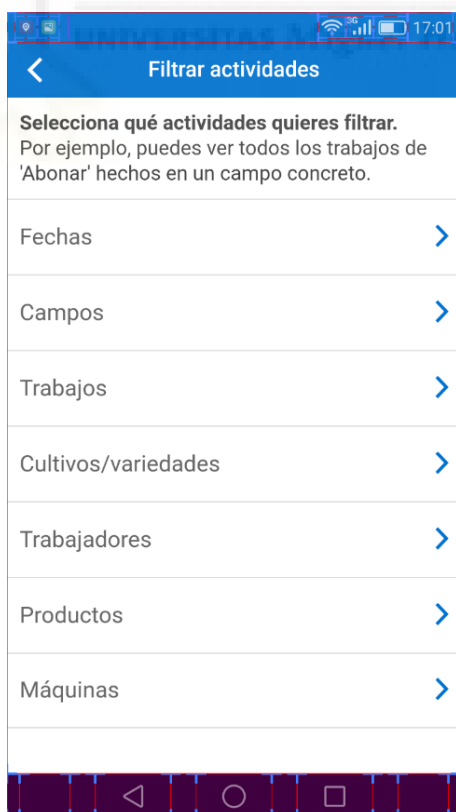 3G 17:01
Filtrar actividades
Selecciona qué actividades quieres filtrar.
Por ejemplo, puedes ver todos los trabajos de
'Abonar' hechos en un campo concreto.
Fechas
Campos
Trabajos
Cultivos/variedades
Trabajadores
Productos
Máquinas